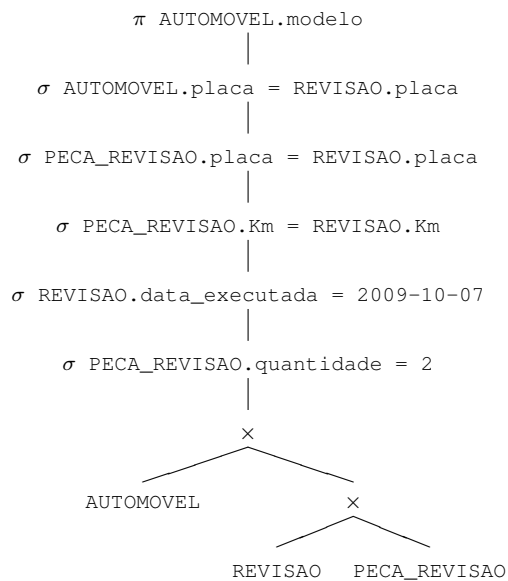 π AUTOMOVEL.modelo
σ AUTOMOVEL.placa = REVISAO.placa
σ PECA_REVISAO.placa = REVISAO.placa
σ PECA_REVISAO.Km = REVISAO.Km
σ REVISAO.data_executada = 2009-10-07
σ PECA_REVISAO.quantidade = 2
×
AUTOMOVEL ×
REVISAO PECA_REVISAO